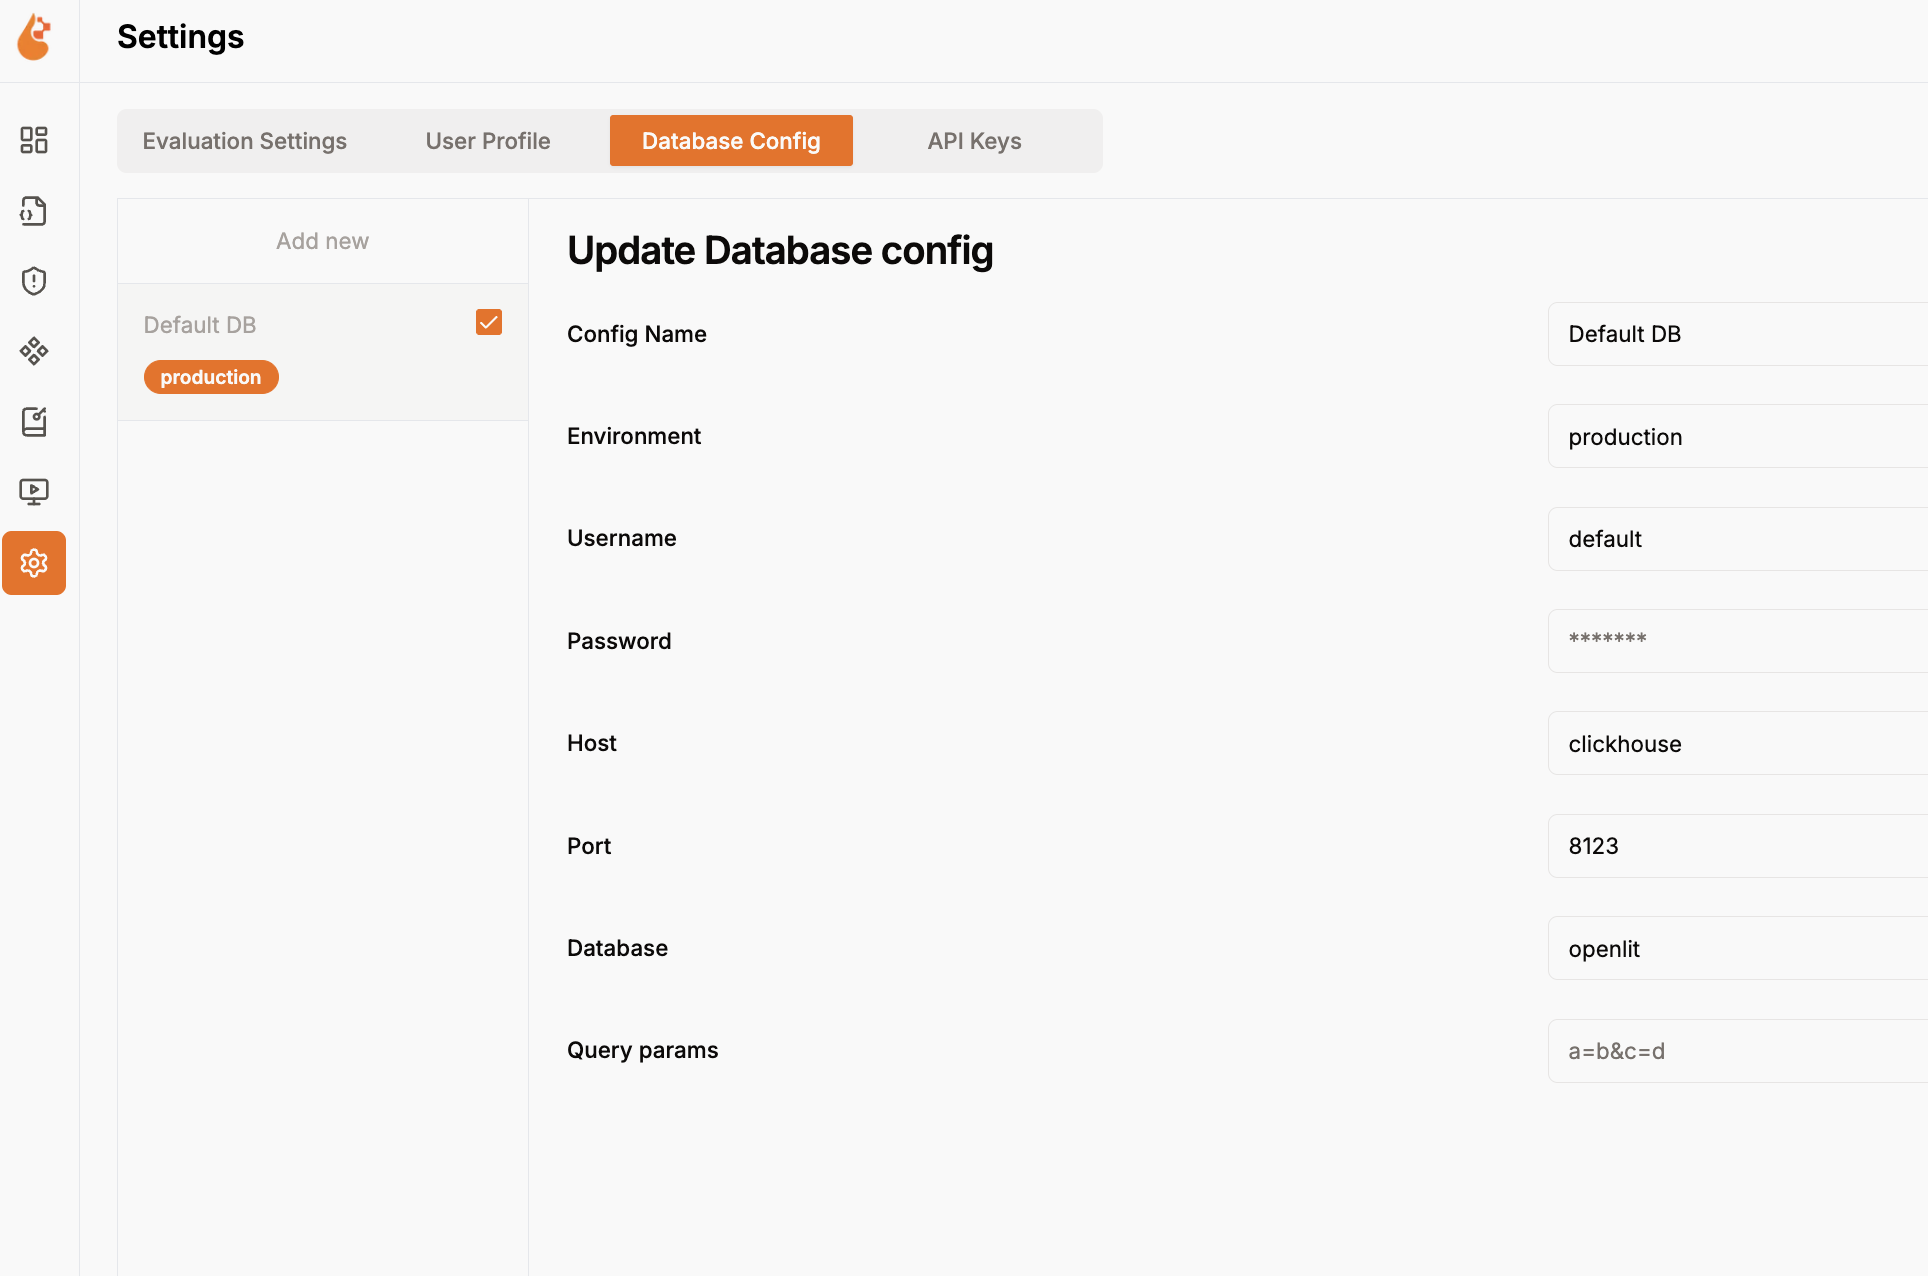 Settings
Evaluation Settings
User Profile
Database Config
API Keys
Add new
Default DB
production
Update Database config
Config Name
Default DB
Environment
production
Username
default
Password
*******
Host
clickhouse
Port
8123
Database
openlit
Query params
a=b&c=d